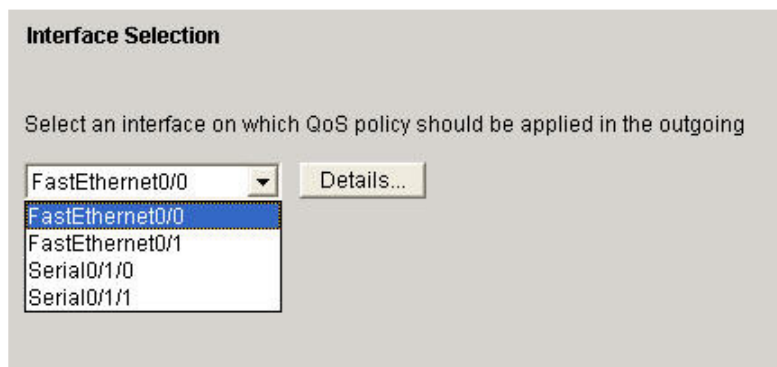 Interface Selection
Select an interface on which QoS policy should be applied in the outgoing
FastEthernet0/0 Details...
FastEthernet0/0
FastEthernet0/1
Serial0/1/0
Serial0/1/1